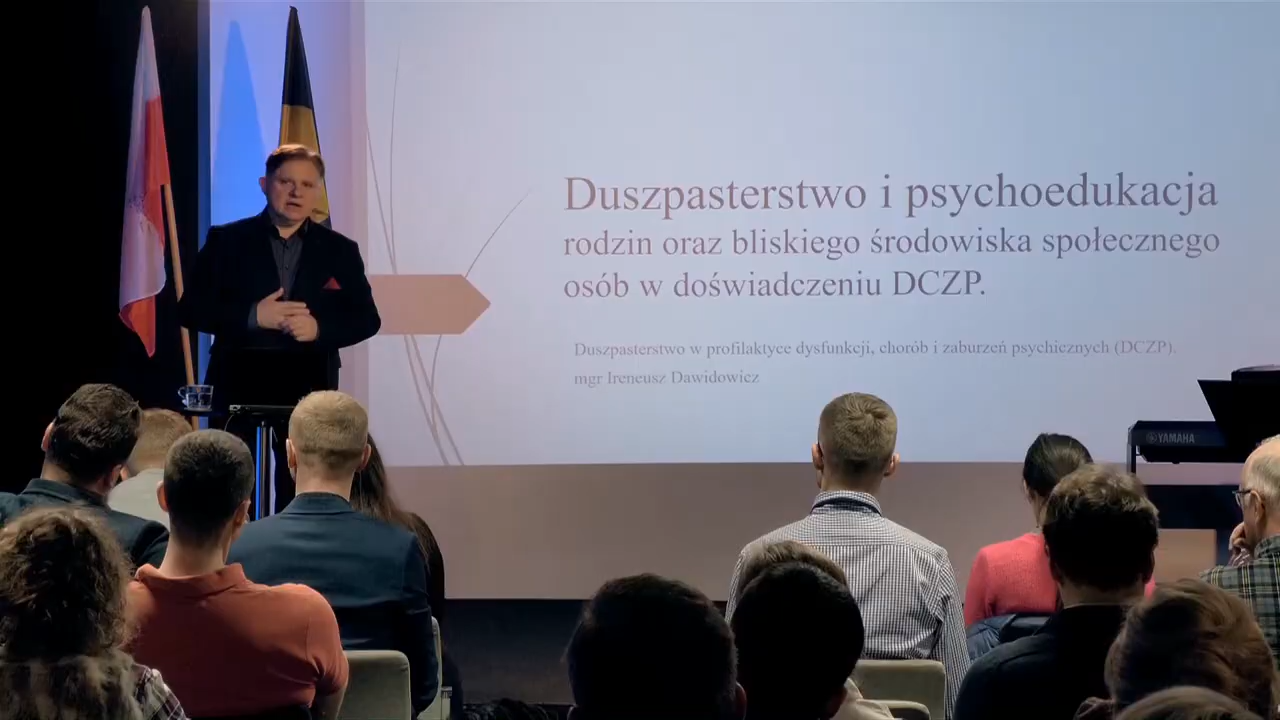 Duszpasterstwo i psychoedukacja
rodzin oraz bliskiego środowiska społecznego
osób w doświadczeniu DCZP.
Duszpasterstwo w profilaktyce dysfunkcji, chorób i zaburzeń psychicznych (DCZP).
mgr Ireneusz Dawidowicz
YAMAHA